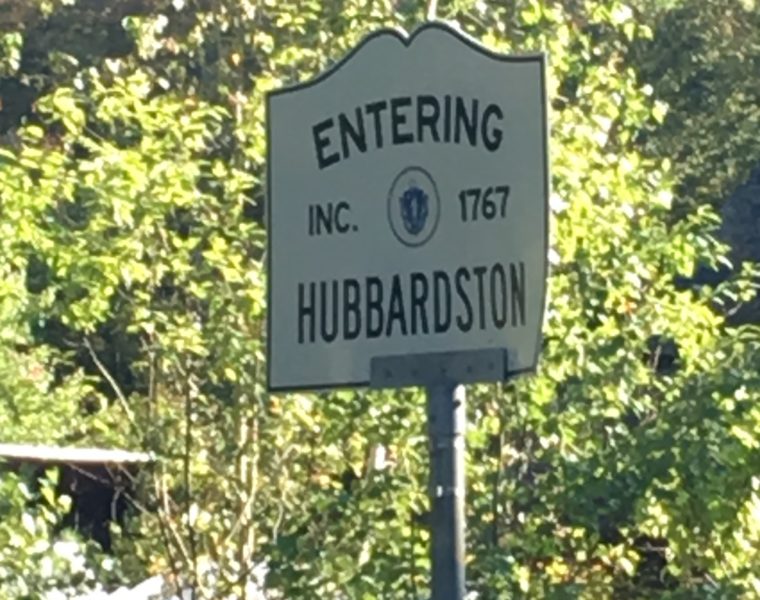 ENTERING
INC. 1767
HUBBARDSTON